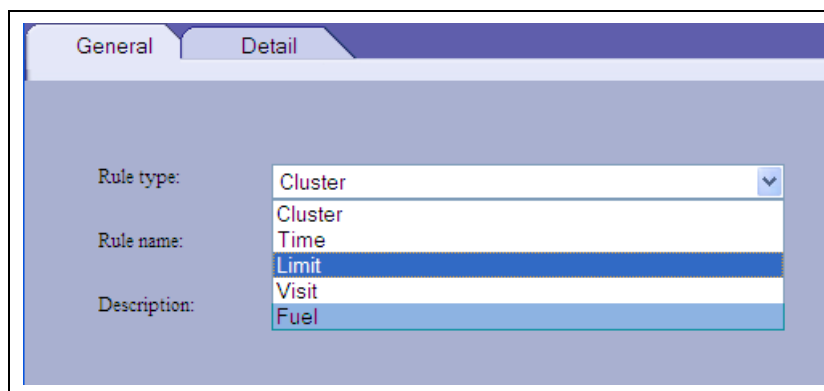 General Detail
Rule type: Cluster
Cluster
Rule name: Time
Limit
Visit
Description: Fuel